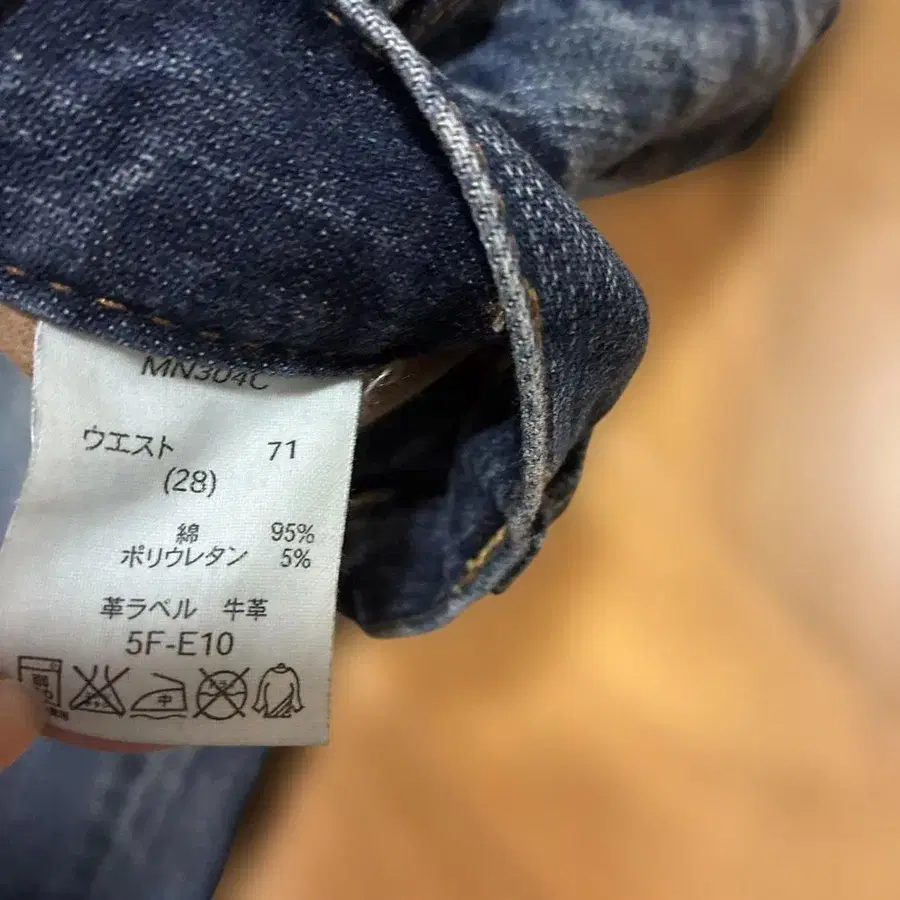 MN304C
ウエスト 71
(28)
綿 95%
ポリウレタン 5%
革ラベル 牛革
5F-E10
中